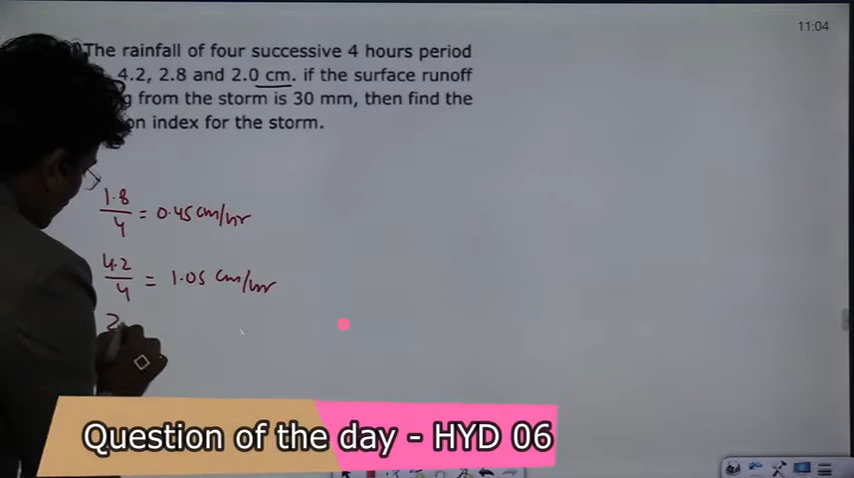 11:04
The rainfall of four successive 4 hours period
4.2, 2.8 and 2.0 cm. if the surface runoff
from the storm is 30 mm, then find the
index for the storm.
1.8/4 = 0.45 cm/hr
4.2/4 = 1.05 cm/hr
2
Question of the day - HYD 06